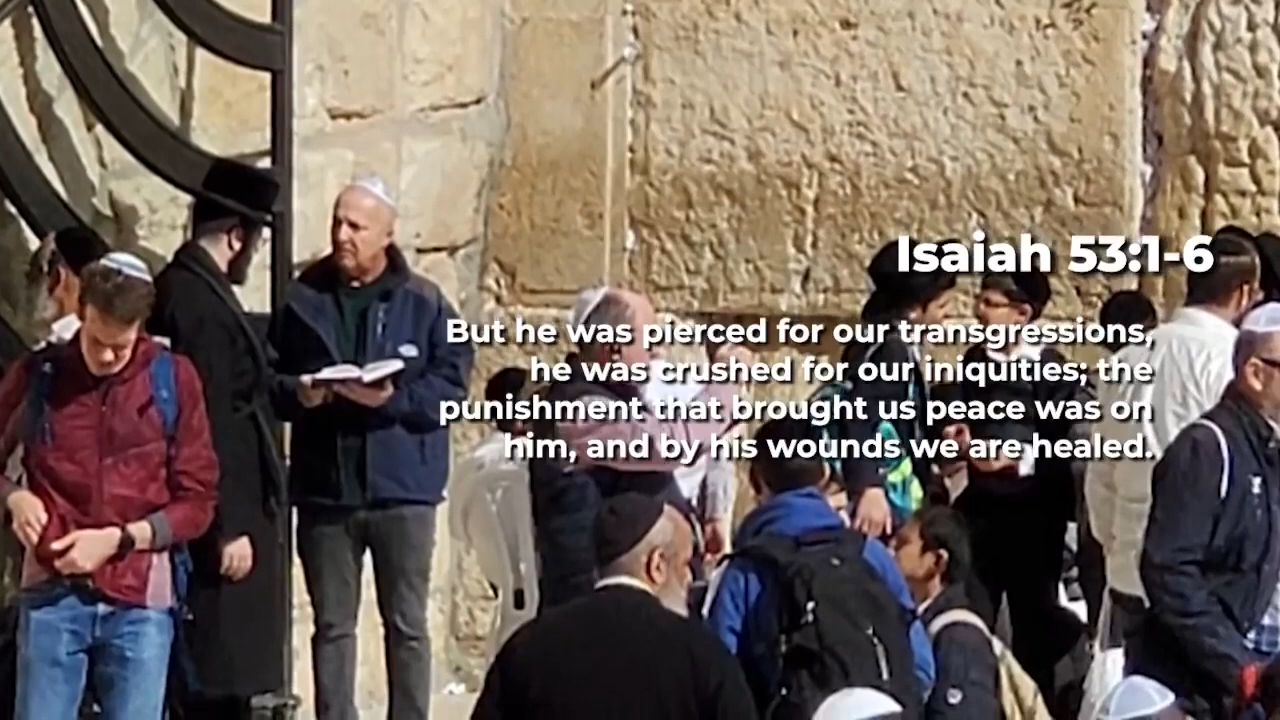 Isaiah 53:1-6
But he was pierced for our transgressions,
he was crushed for our iniquities; the
punishment that brought us peace was on
him, and by his wounds we are healed.